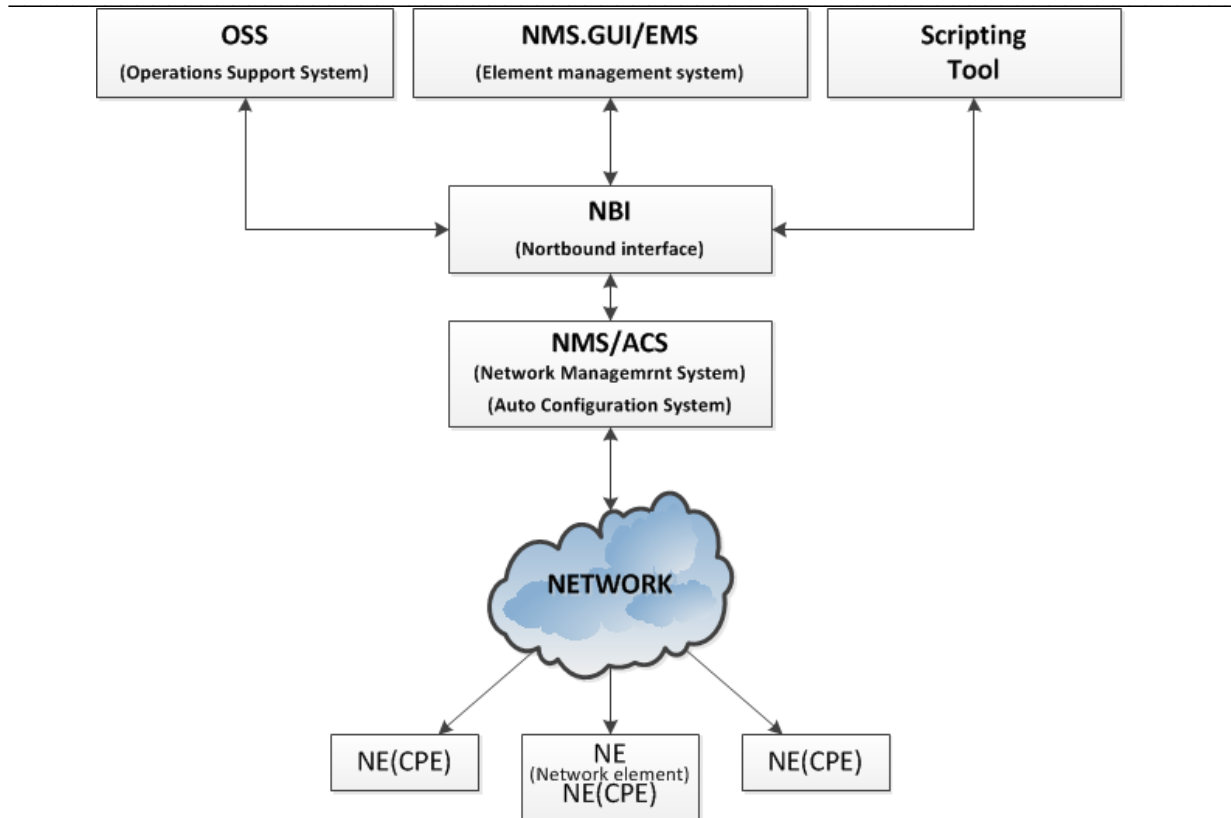 OSS
(Operations Support System)
NMS.GUI/EMS
(Element management system)
Scripting
Tool
NBI
(Nortbound interface)
NMS/ACS
(Network Managemrnt System)
(Auto Configuration System)
NETWORK
NE(CPE)
NE
(Network element)
NE(CPE)
NE(CPE)